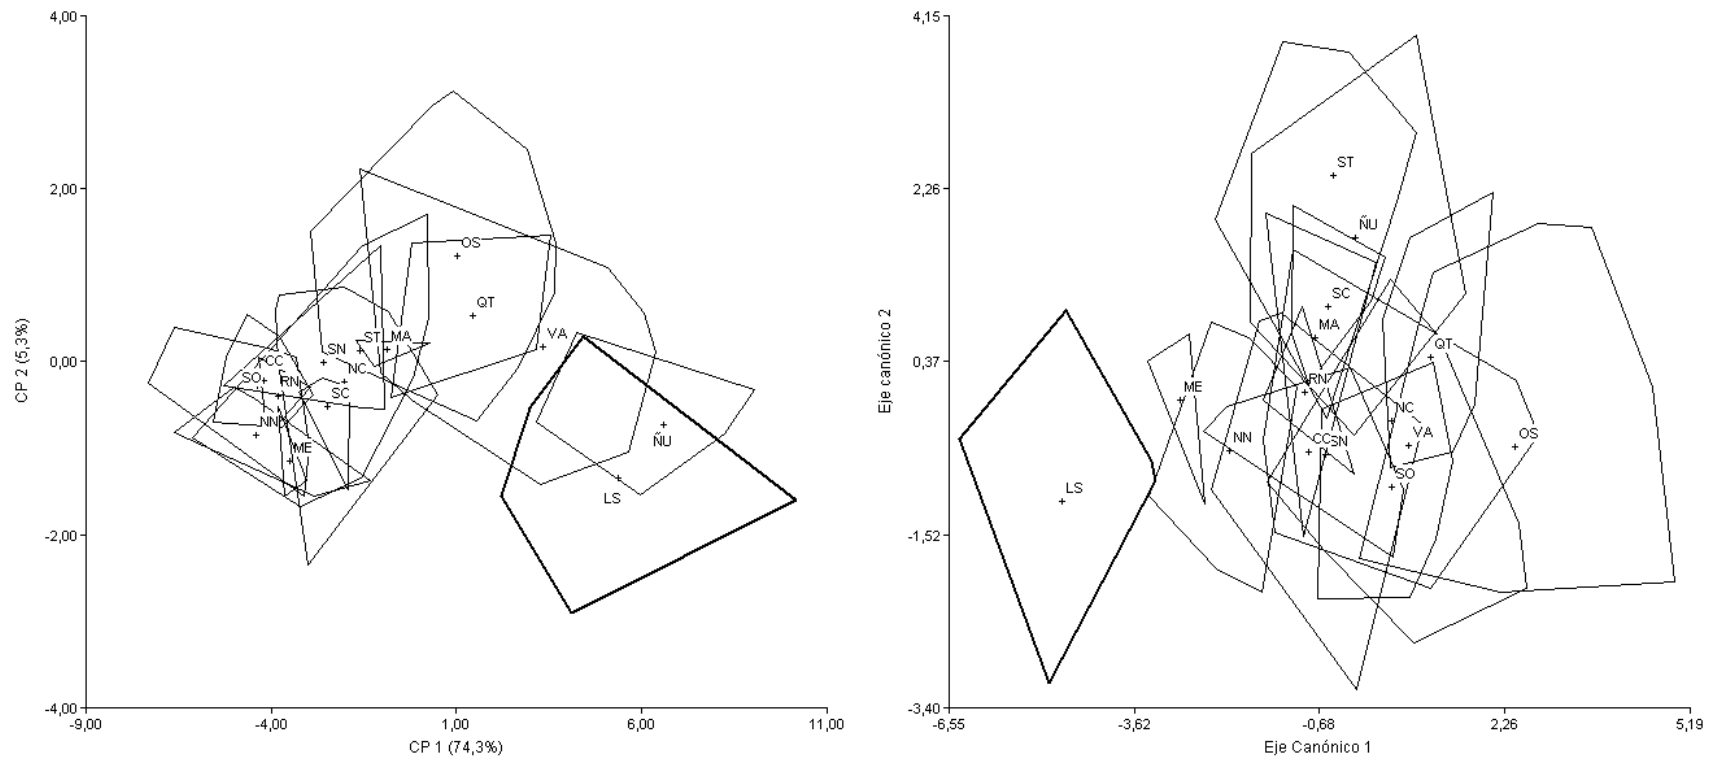 4,00
2,00
0,00
-2,00
-4,00
-9,00
-4,00
1,00
6,00
11,00
CP 1 (74,3%)
CP 2 (5,3%)
OS
QT
VA
ST
MA
SN
NC
CC
SO
RN
SC
NN
ME
ÑU
LS
4,15
2,26
0,37
-1,52
-3,40
-6,55
-3,62
-0,68
2,26
5,19
Eje Canónico 1
Eje canónico 2
ST
ÑU
SC
MA
QT
RN
ME
NC
NN
CC
SN
VA
OS
SO
LS